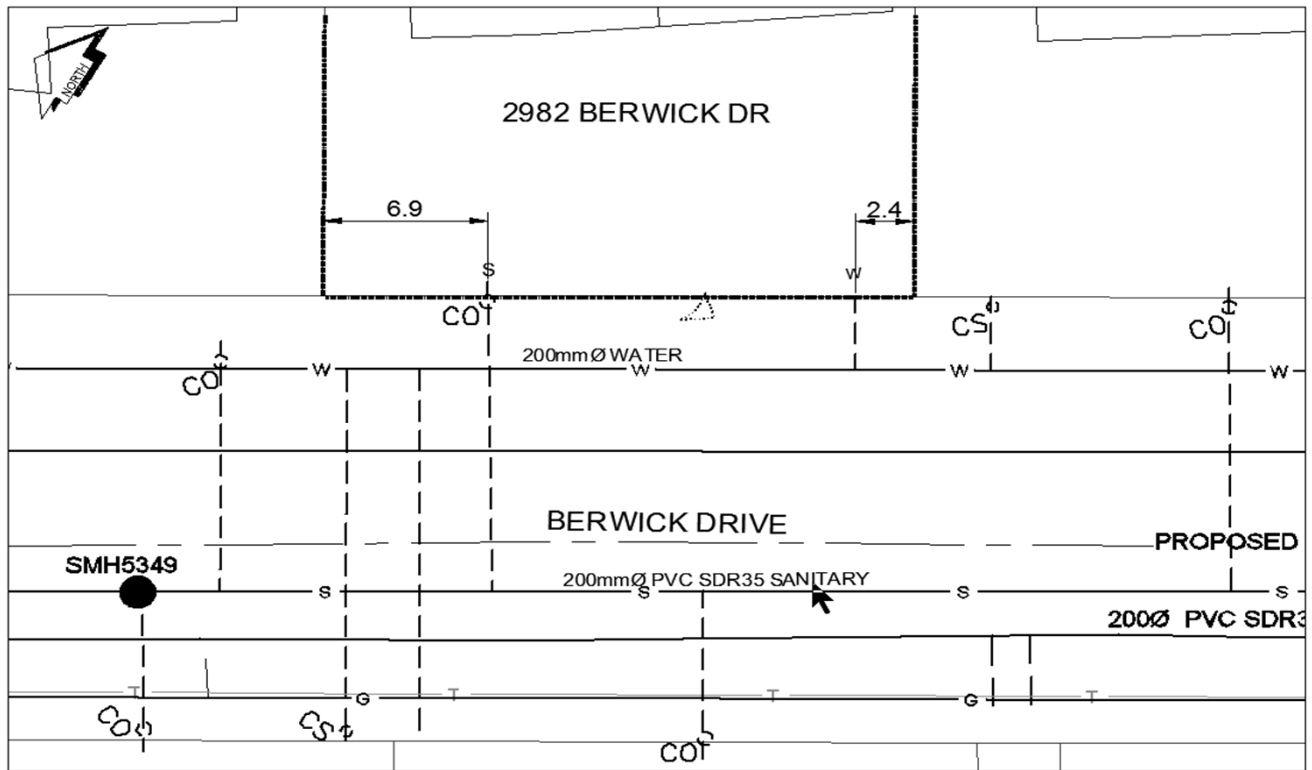 NORTH
2982 BERWICK DR
6.9
2.4
S
W
CO
CS
CO
200mmØ WATER
CO
W
W
W
W
BERWICK DRIVE
PROPOSED
SMH5349
200mmØ PVC SDR35 SANITARY
S
S
S
S
200Ø PVC SDR3
T
T
T
T
G
G
CO
CS
CO